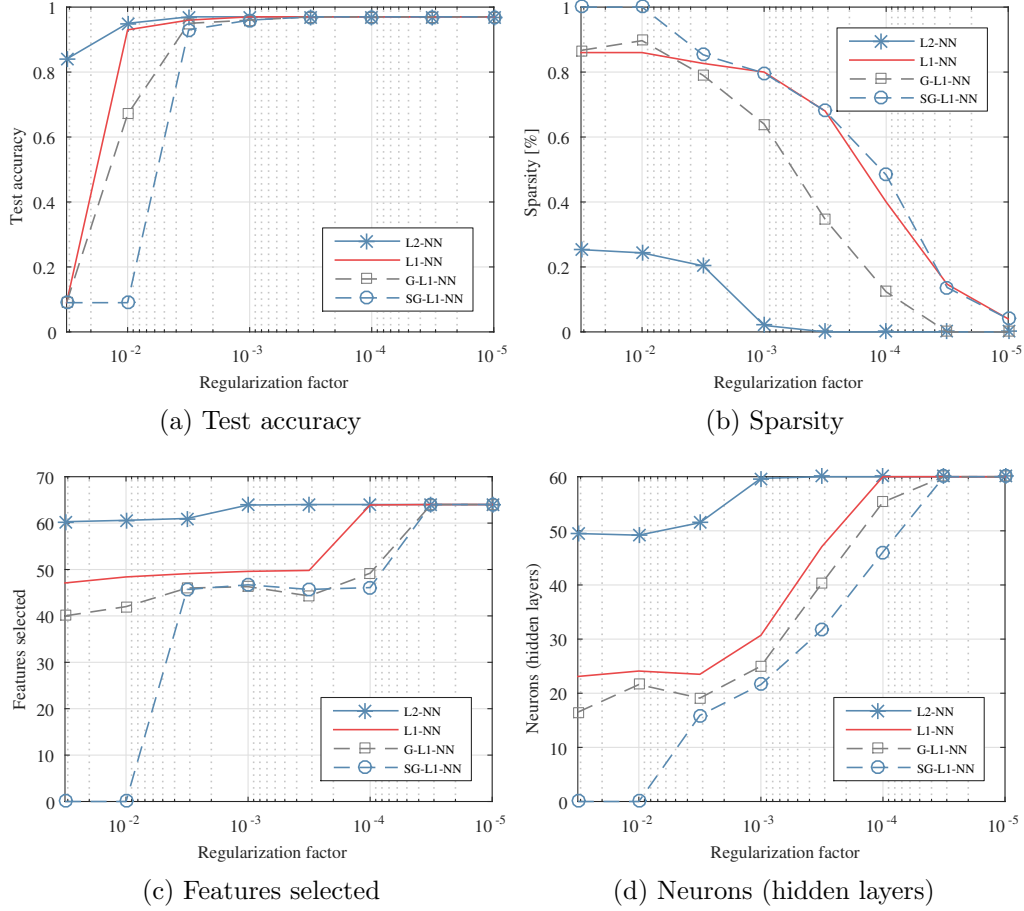 1
0.8
0.6
0.4
0.2
0
Test accuracy
L2-NN
L1-NN
G-L1-NN
SG-L1-NN
10^-2
10^-3
10^-4
10^-5
Regularization factor
(a) Test accuracy
1
0.8
0.6
0.4
0.2
0
Sparsity [%]
L2-NN
L1-NN
G-L1-NN
SG-L1-NN
10^-2
10^-3
10^-4
10^-5
Regularization factor
(b) Sparsity
70
60
50
40
30
20
10
0
Features selected
L2-NN
L1-NN
G-L1-NN
SG-L1-NN
10^-2
10^-3
10^-4
10^-5
Regularization factor
(c) Features selected
60
50
40
30
20
10
0
Neurons (hidden layers)
L2-NN
L1-NN
G-L1-NN
SG-L1-NN
10^-2
10^-3
10^-4
10^-5
Regularization factor
(d) Neurons (hidden layers)